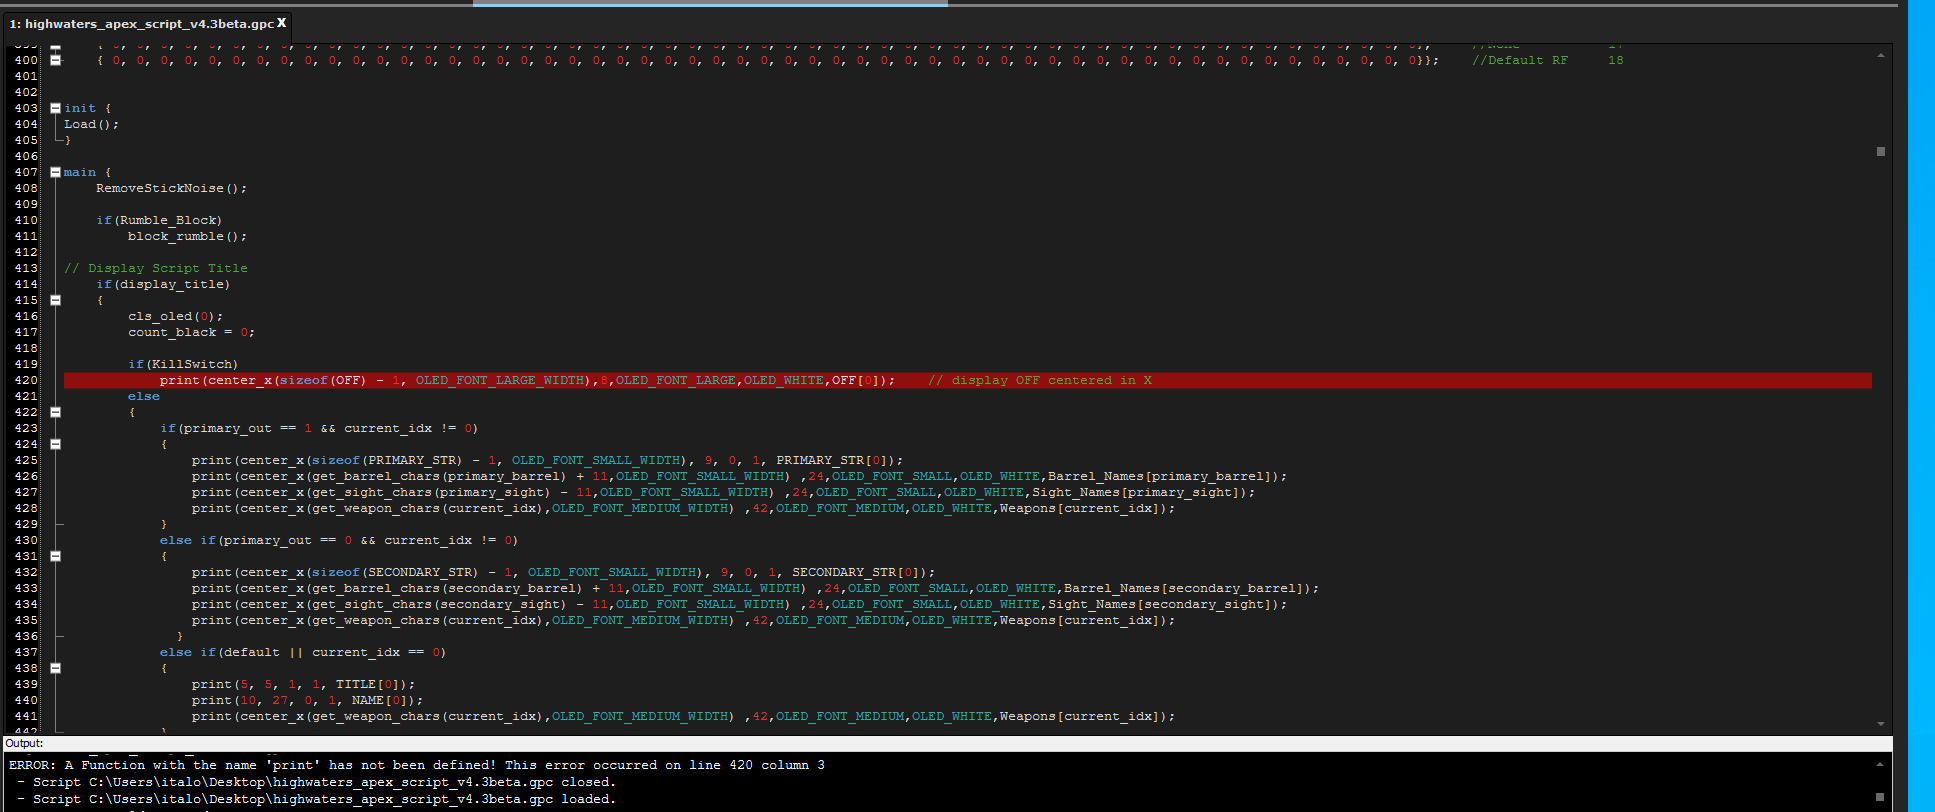 1: highwaters_apex_script_v4.3beta.gpc X
400 { 0, 0, 0, 0, 0, 0, 0, 0, 0, 0, 0, 0, 0, 0, 0, 0, 0, 0, 0, 0, 0, 0, 0, 0, 0, 0, 0, 0, 0, 0, 0, 0, 0, 0, 0, 0, 0, 0, 0, 0, 0, 0, 0, 0, 0, 0, 0, 0, 0, 0, 0, 0, 0, 0, 0}}; //Default RF 18
401
402
403 init {
404 Load();
405 }
406
407 main {
408 RemoveStickNoise();
409
410 if(Rumble_Block)
411 block_rumble();
412
413 // Display Script Title
414 if(display_title)
415 {
416 cls_oled(0);
417 count_black = 0;
418
419 if(KillSwitch)
420 print(center_x(sizeof(OFF) - 1, OLED_FONT_LARGE_WIDTH),8,OLED_FONT_LARGE,OLED_WHITE,OFF[0]); // display OFF centered in X
421 else
422 {
423 if(primary_out == 1 && current_idx != 0)
424 {
425 print(center_x(sizeof(PRIMARY_STR) - 1, OLED_FONT_SMALL_WIDTH), 9, 0, 1, PRIMARY_STR[0]);
426 print(center_x(get_barrel_chars(primary_barrel) + 11,OLED_FONT_SMALL_WIDTH) ,24,OLED_FONT_SMALL,OLED_WHITE,Barrel_Names[primary_barrel]);
427 print(center_x(get_sight_chars(primary_sight) - 11,OLED_FONT_SMALL_WIDTH) ,24,OLED_FONT_SMALL,OLED_WHITE,Sight_Names[primary_sight]);
428 print(center_x(get_weapon_chars(current_idx),OLED_FONT_MEDIUM_WIDTH) ,42,OLED_FONT_MEDIUM,OLED_WHITE,Weapons[current_idx]);
429 }
430 else if(primary_out == 0 && current_idx != 0)
431 {
432 print(center_x(sizeof(SECONDARY_STR) - 1, OLED_FONT_SMALL_WIDTH), 9, 0, 1, SECONDARY_STR[0]);
433 print(center_x(get_barrel_chars(secondary_barrel) + 11,OLED_FONT_SMALL_WIDTH) ,24,OLED_FONT_SMALL,OLED_WHITE,Barrel_Names[secondary_barrel]);
434 print(center_x(get_sight_chars(secondary_sight) - 11,OLED_FONT_SMALL_WIDTH) ,24,OLED_FONT_SMALL,OLED_WHITE,Sight_Names[secondary_sight]);
435 print(center_x(get_weapon_chars(current_idx),OLED_FONT_MEDIUM_WIDTH) ,42,OLED_FONT_MEDIUM,OLED_WHITE,Weapons[current_idx]);
436 }
437 else if(default || current_idx == 0)
438 {
439 print(5, 5, 1, 1, TITLE[0]);
440 print(10, 27, 0, 1, NAME[0]);
441 print(center_x(get_weapon_chars(current_idx),OLED_FONT_MEDIUM_WIDTH) ,42,OLED_FONT_MEDIUM,OLED_WHITE,Weapons[current_idx]);
Output:
ERROR: A Function with the name 'print' has not been defined! This error occurred on line 420 column 3
- Script C:\Users\italo\Desktop\highwaters_apex_script_v4.3beta.gpc closed.
- Script C:\Users\italo\Desktop\highwaters_apex_script_v4.3beta.gpc loaded.